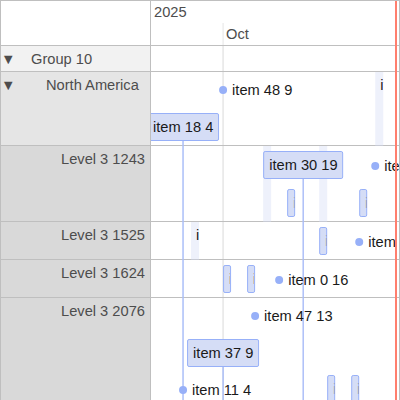 2025
Oct
▼ Group 10
▼ North America
item 48 9
i
item 18 4
Level 3 1243
item 30 19
ite
Level 3 1525
i
item
Level 3 1624
item 0 16
Level 3 2076
item 47 13
item 37 9
item 11 4